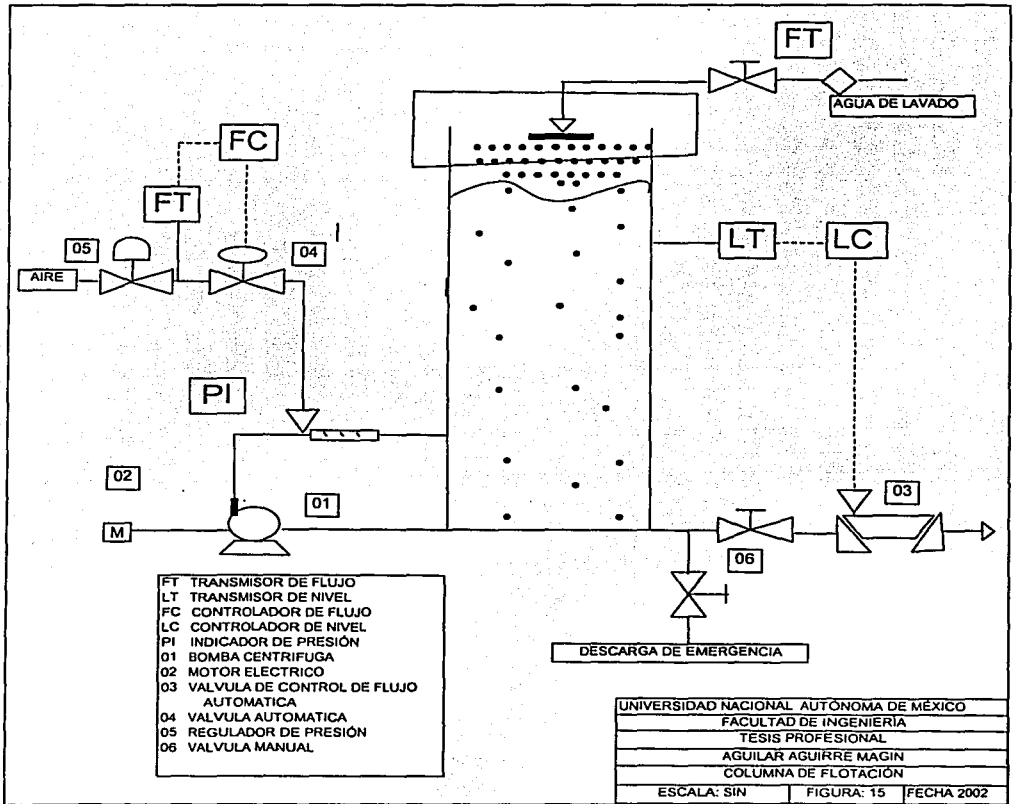 FT
AGUA DE LAVADO
FC
FT
05
04
AIRE
LT
LC
PI
02
01
M
03
06
DESCARGA DE EMERGENCIA
FT TRANSMISOR DE FLUJO
LT TRANSMISOR DE NIVEL
FC CONTROLADOR DE FLUJO
LC CONTROLADOR DE NIVEL
PI INDICADOR DE PRESIÓN
01 BOMBA CENTRIFUGA
02 MOTOR ELECTRICO
03 VALVULA DE CONTROL DE FLUJO
AUTOMATICA
04 VALVULA AUTOMATICA
05 REGULADOR DE PRESIÓN
06 VALVULA MANUAL
UNIVERSIDAD NACIONAL AUTÓNOMA DE MÉXICO
FACULTAD DE INGENIERÍA
TESIS PROFESIONAL
AGUILAR AGUIRRE MAGIN
COLUMNA DE FLOTACIÓN
ESCALA: SIN FIGURA: 15 FECHA 2002